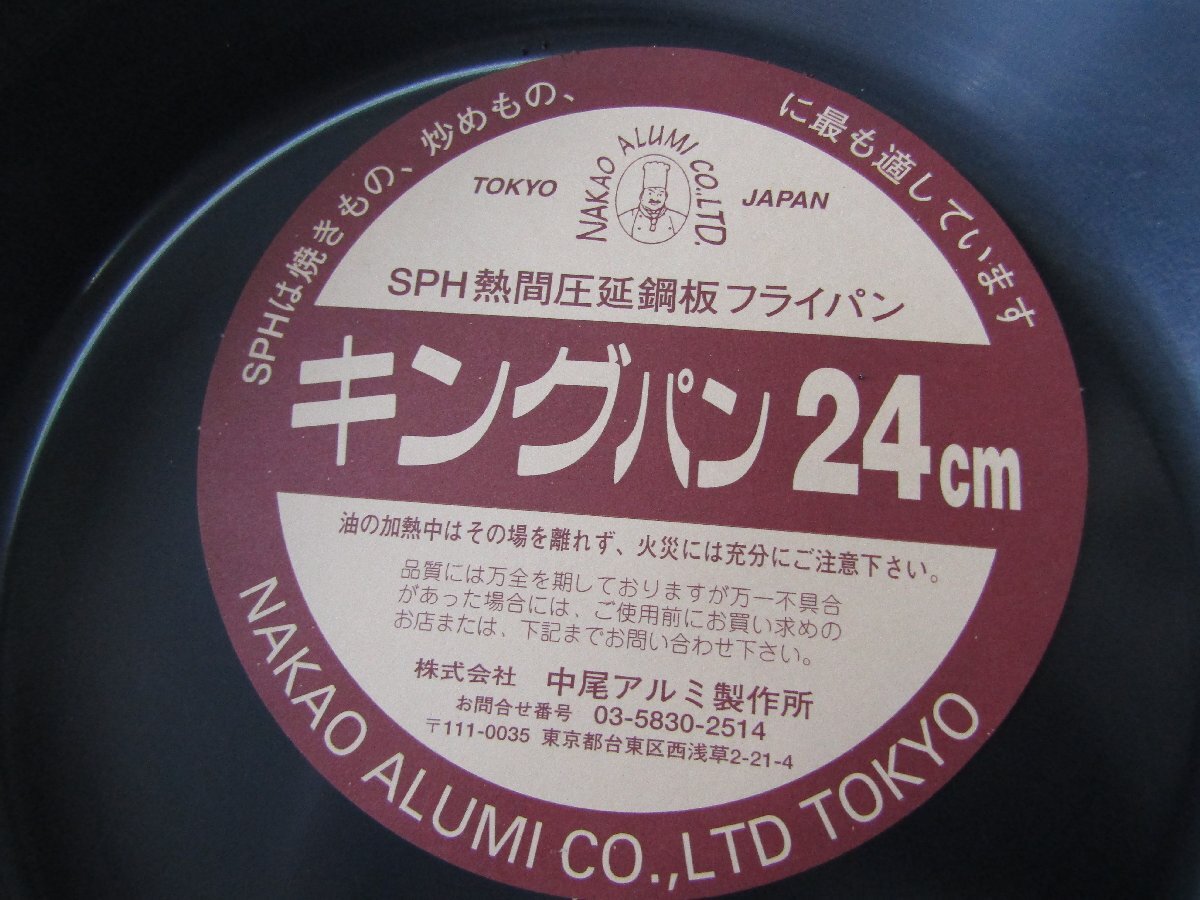 SPHは焼きもの、炒めもの、に最も適しています
NAKAO ALUMI CO.,LTD.
TOKYO JAPAN
SPH熱間圧延鋼板フライパン
キングパン 24cm
油の加熱中はその場を離れず、火災には充分にご注意下さい。
品質には万全を期しておりますが万一不具合
があった場合には、ご使用前にお買い求めの
お店または、下記までお問い合わせ下さい。
株式会社 中尾アルミ製作所
お問合せ番号 03-5830-2514
〒111-0035 東京都台東区西浅草2-21-4
NAKAO ALUMI CO.,LTD TOKYO